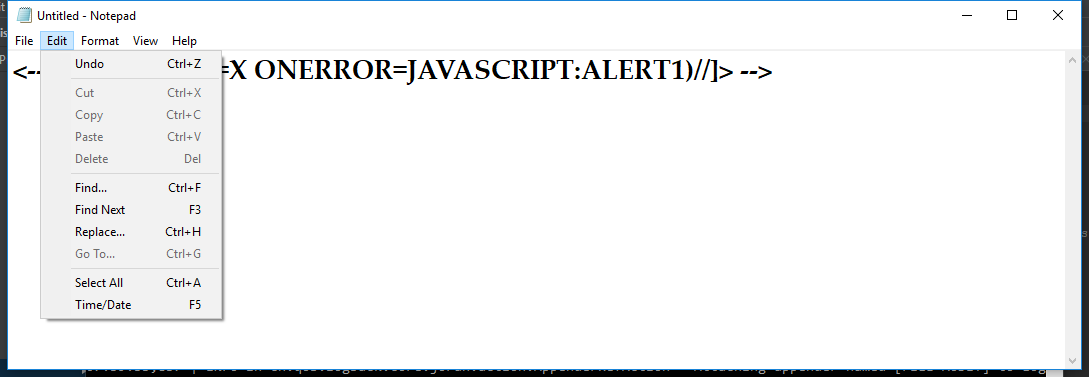 Untitled - Notepad
File Edit Format View Help
<-- =X ONERROR=JAVASCRIPT:ALERT1)//]> -->
Undo Ctrl+Z
Cut Ctrl+X
Copy Ctrl+C
Paste Ctrl+V
Delete Del
Find... Ctrl+F
Find Next F3
Replace... Ctrl+H
Go To... Ctrl+G
Select All Ctrl+A
Time/Date F5